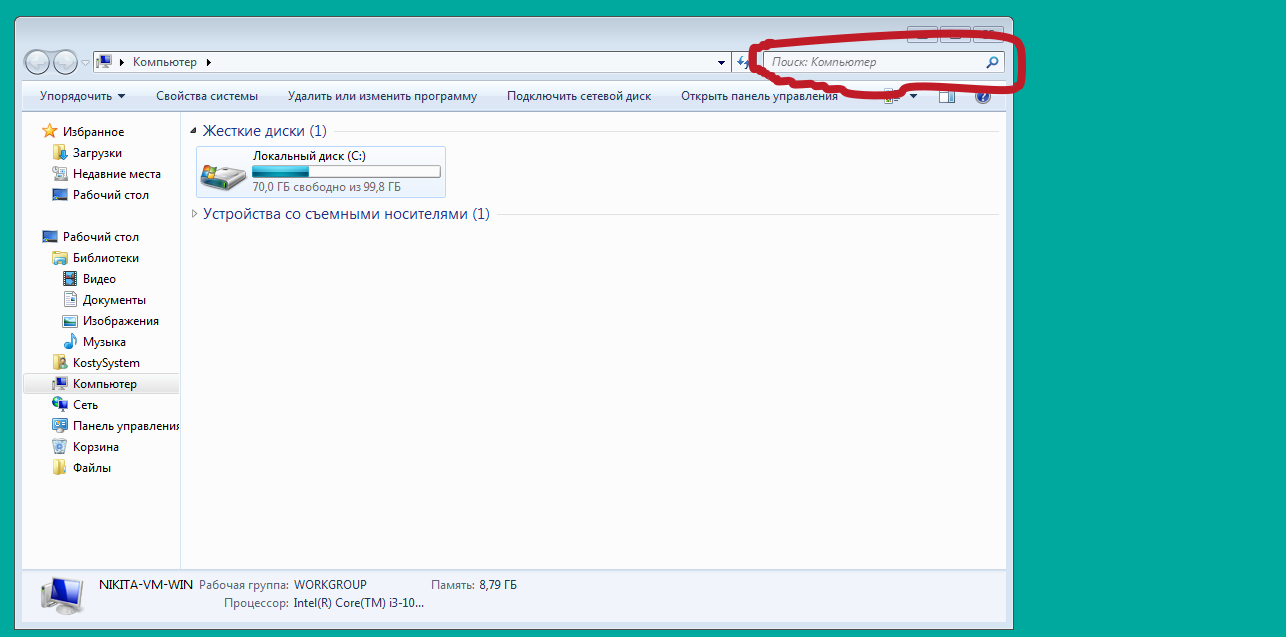 Компьютер
Поиск: Компьютер
Упорядочить Свойства системы Удалить или изменить программу Подключить сетевой диск Открыть панель управления
Избранное
Загрузки
Недавние места
Рабочий стол
Рабочий стол
Библиотеки
Видео
Документы
Изображения
Музыка
KostySystem
Компьютер
Сеть
Панель управления
Корзина
Файлы
Жесткие диски (1)
Локальный диск (C:)
70,0 ГБ свободно из 99,8 ГБ
Устройства со съемными носителями (1)
NIKITA-VM-WIN Рабочая группа: WORKGROUP Память: 8,79 ГБ
Процессор: Intel(R) Core(TM) i3-10...